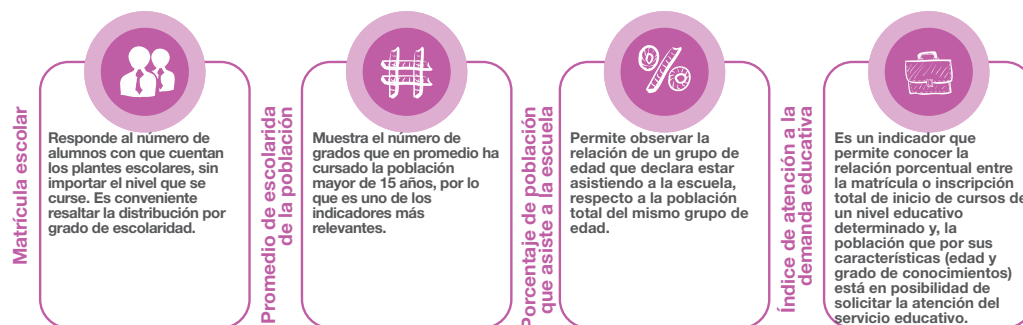 Matrícula escolar
Responde al número de
alumnos con que cuentan
los plantes escolares, sin
importar el nivel que se
curse. Es conveniente
resaltar la distribución por
grado de escolaridad.
Promedio de escolarida
de la población
Muestra el número de
grados que en promedio ha
cursado la población
mayor de 15 años, por lo
que es uno de los
indicadores más
relevantes.
Porcentaje de población
que asiste a la escuela
%
Permite observar la
relación de un grupo de
edad que declara estar
asistiendo a la escuela,
respecto a la población
total del mismo grupo de
edad.
Índice de atención a la
demanda educativa
Es un indicador que
permite conocer la
relación porcentual entre
la matrícula o inscripción
total de inicio de cursos de
un nivel educativo
determinado y, la
población que por sus
características (edad y
grado de conocimientos)
está en posibilidad de
solicitar la atención del
servicio educativo.